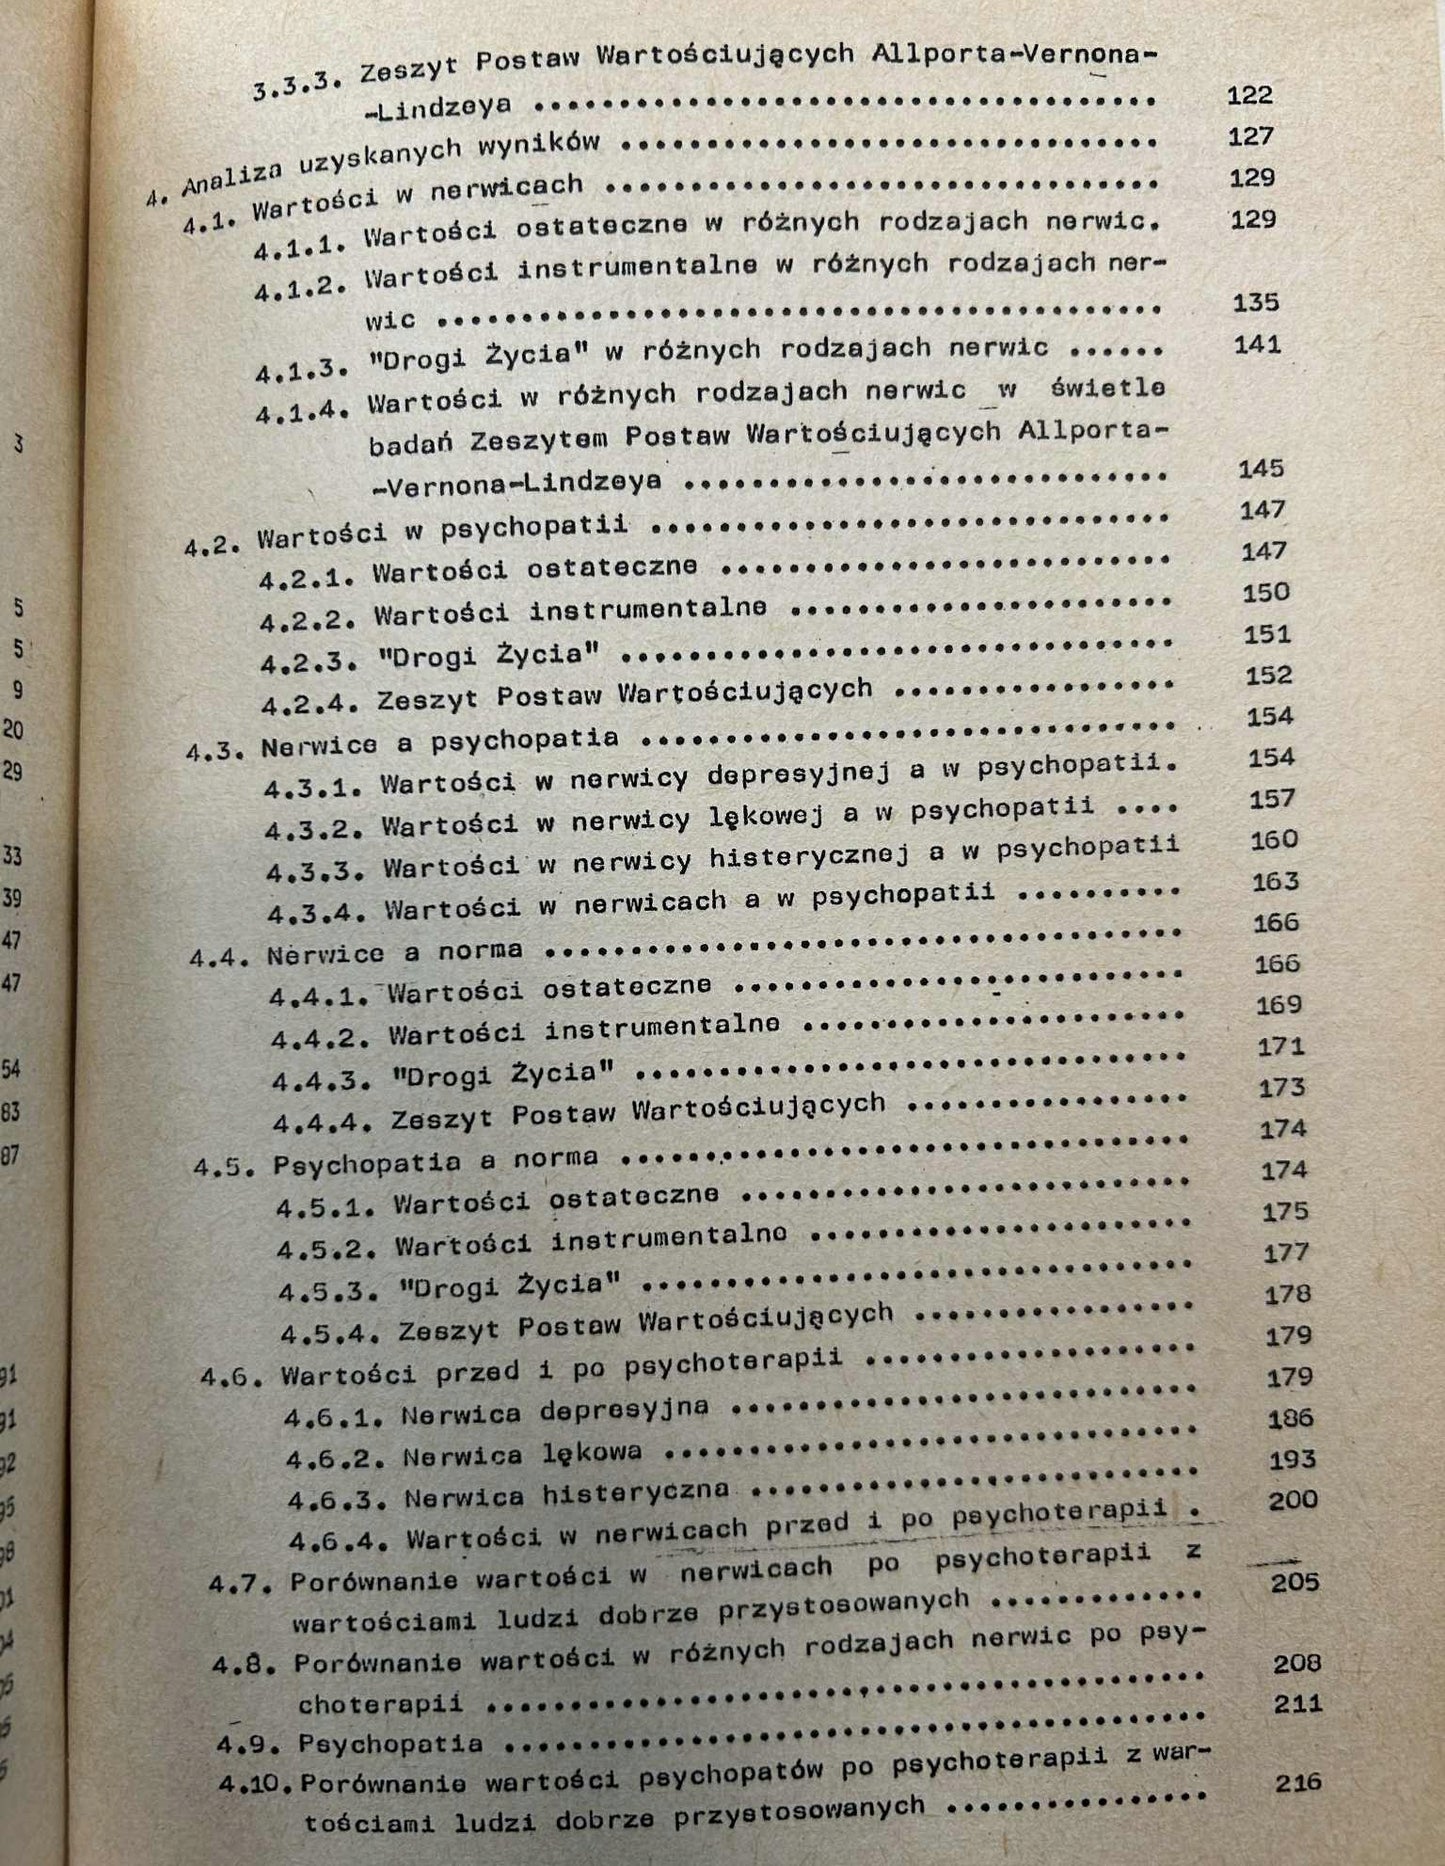 3.3.3. Zeszyt Postaw Wartościujących Allporta-Vernona-
-Lindzeya .................................... 122
4. Analiza uzyskanych wyników ................................ 127
4.1. Wartości w nerwicach ................................. 129
4.1.1. Wartości ostateczne w różnych rodzajach nerwic. 129
4.1.2. Wartości instrumentalne w różnych rodzajach ner-
wic .......................................... 135
4.1.3. "Drogi Życia" w różnych rodzajach nerwic ...... 141
4.1.4. Wartości w różnych rodzajach nerwic w świetle
badań Zeszytem Postaw Wartościujących Allporta-
-Vernona-Lindzeya ............................. 145
4.2. Wartości w psychopatii ............................... 147
4.2.1. Wartości ostateczne ........................... 147
4.2.2. Wartości instrumentalne ....................... 150
4.2.3. "Drogi Życia" ................................. 151
4.2.4. Zeszyt Postaw Wartościujących ................. 152
4.3. Nerwice a psychopatia ................................ 154
4.3.1. Wartości w nerwicy depresyjnej a w psychopatii. 154
4.3.2. Wartości w nerwicy lękowej a w psychopatii .... 157
4.3.3. Wartości w nerwicy histerycznej a w psychopatii 160
4.3.4. Wartości w nerwicach a w psychopatii .......... 163
4.4. Nerwice a norma ...................................... 166
4.4.1. Wartości ostateczne ........................... 166
4.4.2. Wartości instrumentalne ....................... 169
4.4.3. "Drogi Życia" ................................. 171
4.4.4. Zeszyt Postaw Wartościujących ................. 173
4.5. Psychopatia a norma .................................. 174
4.5.1. Wartości ostateczne ........................... 174
4.5.2. Wartości instrumentalne ....................... 175
4.5.3. "Drogi Życia" ................................. 177
4.5.4. Zeszyt Postaw Wartościujących ................. 178
4.6. Wartości przed i po psychoterapii .................... 179
4.6.1. Nerwica depresyjna ............................ 179
4.6.2. Nerwica lękowa ................................ 186
4.6.3. Nerwica histeryczna ........................... 193
4.6.4. Wartości w nerwicach przed i po psychoterapii . 200
4.7. Porównanie wartości w nerwicach po psychoterapii z
wartościami ludzi dobrze przystosowanych ............. 205
4.8. Porównanie wartości w różnych rodzajach nerwic po psy-
choterapii .......................................... 208
4.9. Psychopatia ......................................... 211
4.10. Porównanie wartości psychopatów po psychoterapii z war-
tościami ludzi dobrze przystosowanych ................ 216
3
5
5
9
20
29
33
39
47
47
54
83
87